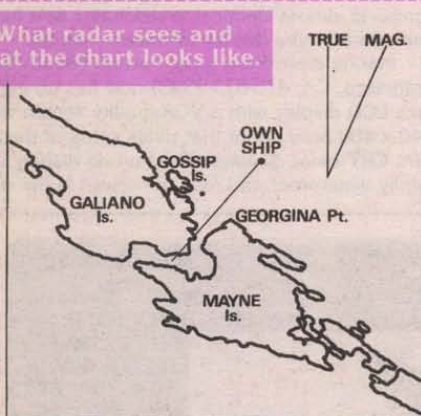 What radar sees and
at the chart looks like.
TRUE MAG.
OWN
SHIP
GOSSIP
Is.
GALIANO
Is.
GEORGINA Pt.
MAYNE
Is.